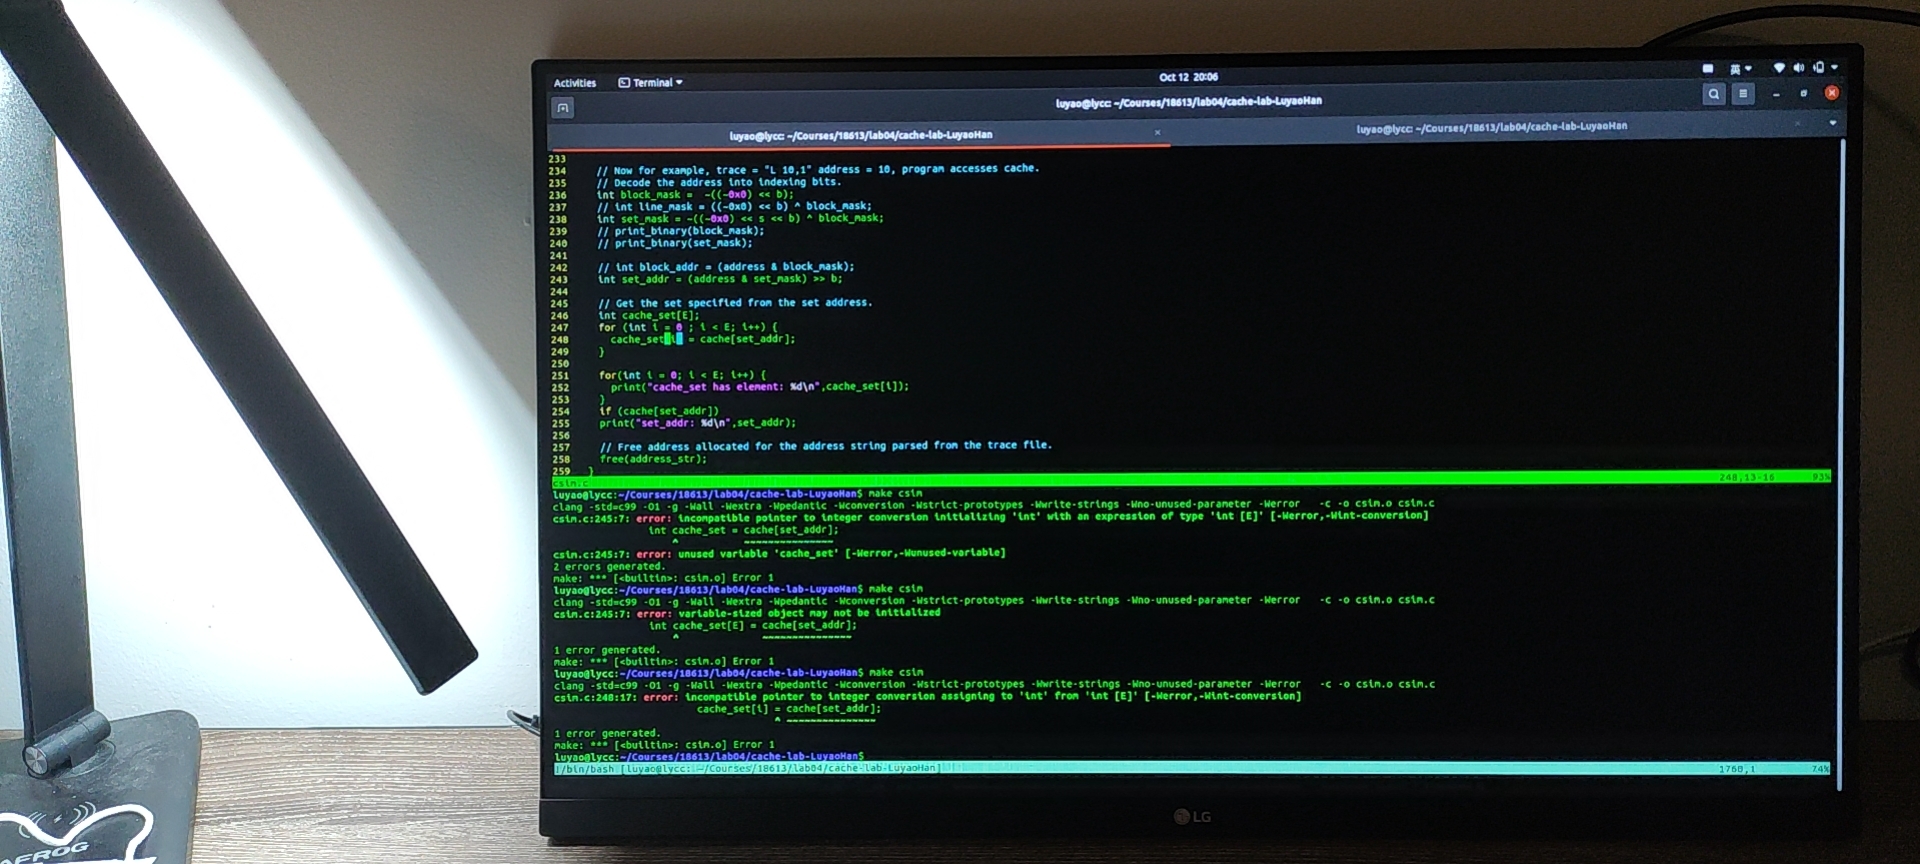 Activities
Terminal
Oct 12 20:06
英
luyao@lycc: ~/Courses/18613/lab04/cache-lab-LuyaoHan
luyao@lycc: ~/Courses/18613/lab04/cache-lab-LuyaoHan
luyao@lycc: ~/Courses/18613/lab04/cache-lab-LuyaoHan
233
234 // Now for example, trace = "L 10,1" address = 10, program accesses cache.
235 // Decode the address into indexing bits.
236 int block_mask = ~((~0x0) << b);
237 // int line_mask = ((~0x0) << b) ^ block_mask;
238 int set_mask = ~((~0x0) << s << b) ^ block_mask;
239 // print_binary(block_mask);
240 // print_binary(set_mask);
241
242 // int block_addr = (address & block_mask);
243 int set_addr = (address & set_mask) >> b;
244
245 // Get the set specified from the set address.
246 int cache_set[E];
247 for (int i = 0 ; i < E; i++) {
248 cache_set[i] = cache[set_addr];
249 }
250
251 for(int i = 0; i < E; i++) {
252 print("cache_set has element: %d\n",cache_set[i]);
253 }
254 if (cache[set_addr])
255 print("set_addr: %d\n",set_addr);
256
257 // Free address allocated for the address string parsed from the trace file.
258 free(address_str);
259 }
csim.c 248,13-16 93%
luyao@lycc:~/Courses/18613/lab04/cache-lab-LuyaoHan$ make csim
clang -std=c99 -O1 -g -Wall -Wextra -Wpedantic -Wconversion -Wstrict-prototypes -Wwrite-strings -Wno-unused-parameter -Werror -c -o csim.o csim.c
csim.c:245:7: error: incompatible pointer to integer conversion initializing 'int' with an expression of type 'int [E]' [-Werror,-Wint-conversion]
int cache_set = cache[set_addr];
^ ~~~~~~~~~~~~~~~
csim.c:245:7: error: unused variable 'cache_set' [-Werror,-Wunused-variable]
2 errors generated.
make: *** [<builtin>: csim.o] Error 1
luyao@lycc:~/Courses/18613/lab04/cache-lab-LuyaoHan$ make csim
clang -std=c99 -O1 -g -Wall -Wextra -Wpedantic -Wconversion -Wstrict-prototypes -Wwrite-strings -Wno-unused-parameter -Werror -c -o csim.o csim.c
csim.c:245:7: error: variable-sized object may not be initialized
int cache_set[E] = cache[set_addr];
^ ~~~~~~~~~~~~~~~
1 error generated.
make: *** [<builtin>: csim.o] Error 1
luyao@lycc:~/Courses/18613/lab04/cache-lab-LuyaoHan$ make csim
clang -std=c99 -O1 -g -Wall -Wextra -Wpedantic -Wconversion -Wstrict-prototypes -Wwrite-strings -Wno-unused-parameter -Werror -c -o csim.o csim.c
csim.c:248:17: error: incompatible pointer to integer conversion assigning to 'int' from 'int [E]' [-Werror,-Wint-conversion]
cache_set[i] = cache[set_addr];
^ ~~~~~~~~~~~~~~~
1 error generated.
make: *** [<builtin>: csim.o] Error 1
luyao@lycc:~/Courses/18613/lab04/cache-lab-LuyaoHan$
!/bin/bash [luyao@lycc: ~/Courses/18613/lab04/cache-lab-LuyaoHan] 1760,1 74%
LG